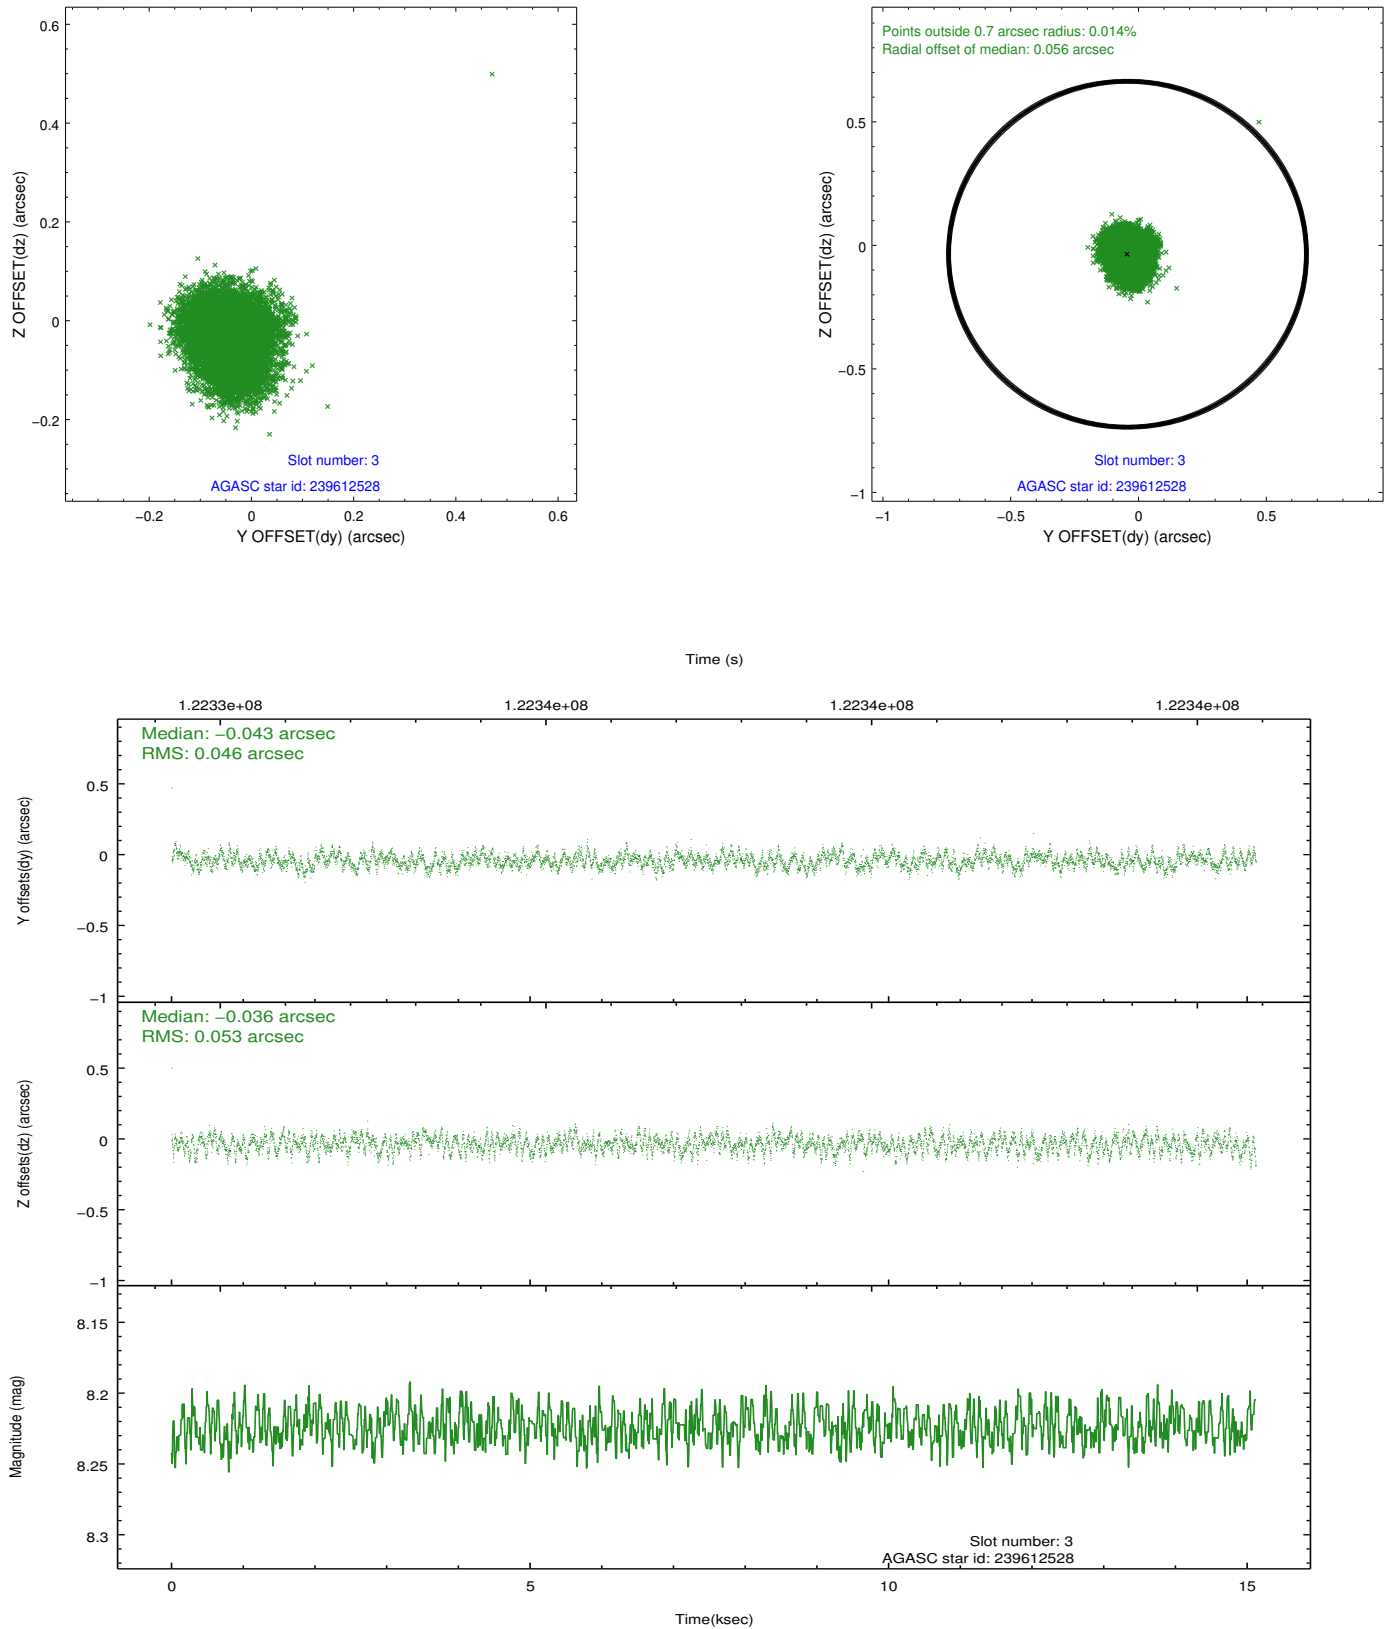 0.6
0.4
0.2
0
−0.2
Z OFFSET(dz) (arcsec)
Slot number: 3
AGASC star id: 239612528
−0.2 0 0.2 0.4 0.6
Y OFFSET(dy) (arcsec)
Points outside 0.7 arcsec radius: 0.014%
Radial offset of median: 0.056 arcsec
0.5
0
−0.5
−1
Z OFFSET(dz) (arcsec)
Slot number: 3
AGASC star id: 239612528
−1 −0.5 0 0.5
Y OFFSET(dy) (arcsec)
Time (s)
1.2233e+08 1.2234e+08 1.2234e+08 1.2234e+08
Median: −0.043 arcsec
RMS: 0.046 arcsec
0.5
0
−0.5
−1
Y offsets(dy) (arcsec)
Median: −0.036 arcsec
RMS: 0.053 arcsec
0.5
0
−0.5
−1
Z offsets(dz) (arcsec)
8.15
8.2
8.25
8.3
Magnitude (mag)
Slot number: 3
AGASC star id: 239612528
0 5 10 15
Time(ksec)